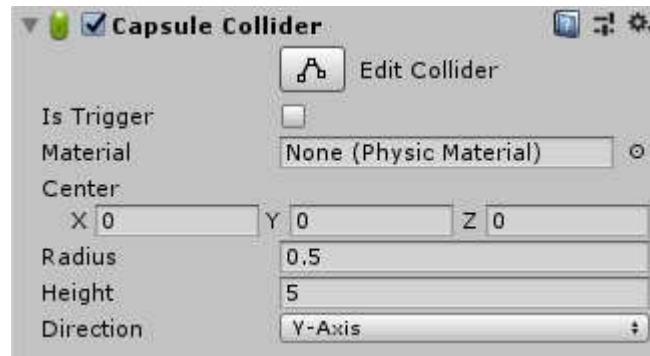 Capsule Collider
Edit Collider
Is Trigger
Material None (Physic Material)
Center
X 0 Y 0 Z 0
Radius 0.5
Height 5
Direction Y-Axis